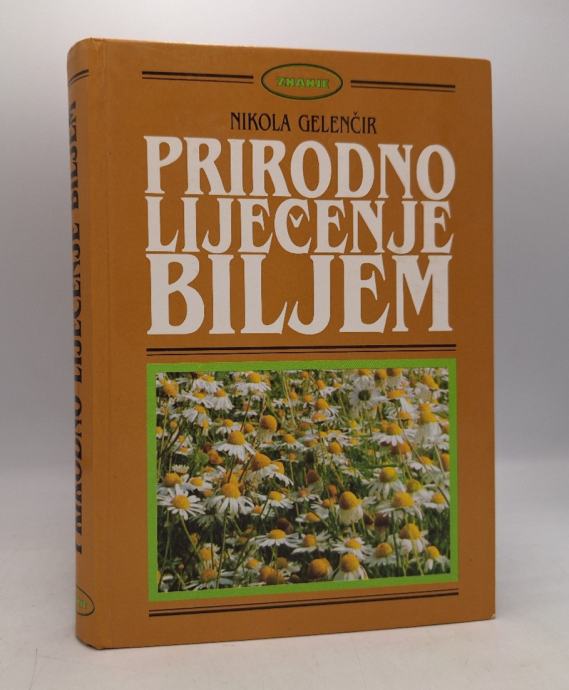 ZNANJE
NIKOLA GELENČIR
PRIRODNO
LIJEČENJE
BILJEM
PRIRODNO LIJEČENJE BILJEM